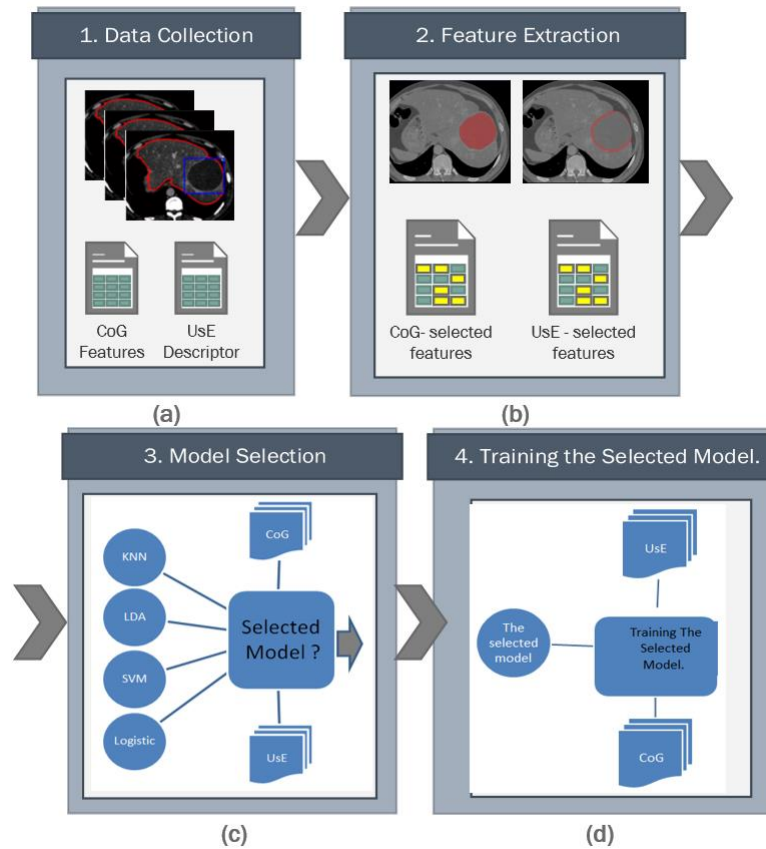 1. Data Collection
CoG
Features
UsE
Descriptor
(a)
2. Feature Extraction
CoG- selected
features
UsE - selected
features
(b)
3. Model Selection
KNN
LDA
SVM
Logistic
CoG
Selected
Model ?
UsE
(c)
4. Training the Selected Model.
UsE
The
selected
model
Training The
Selected
Model.
CoG
(d)